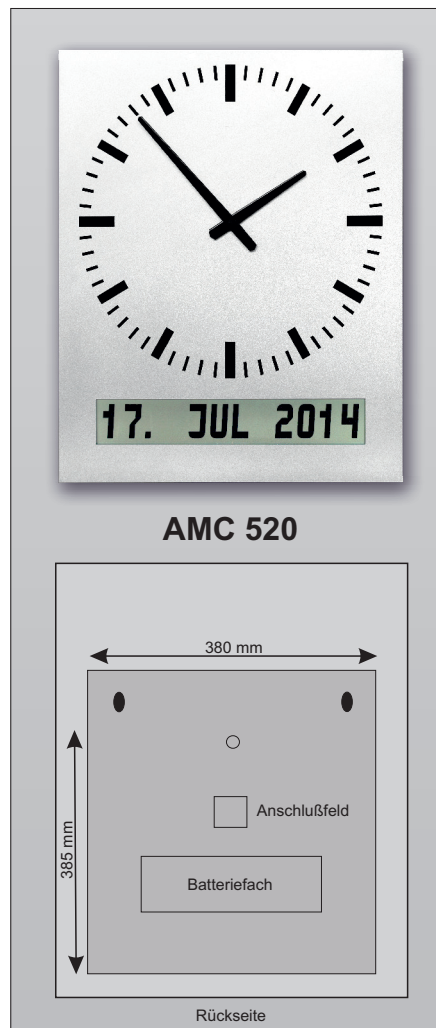 17. JUL 2014
AMC 520
380 mm
385 mm
Anschlußfeld
Batteriefach
Rückseite